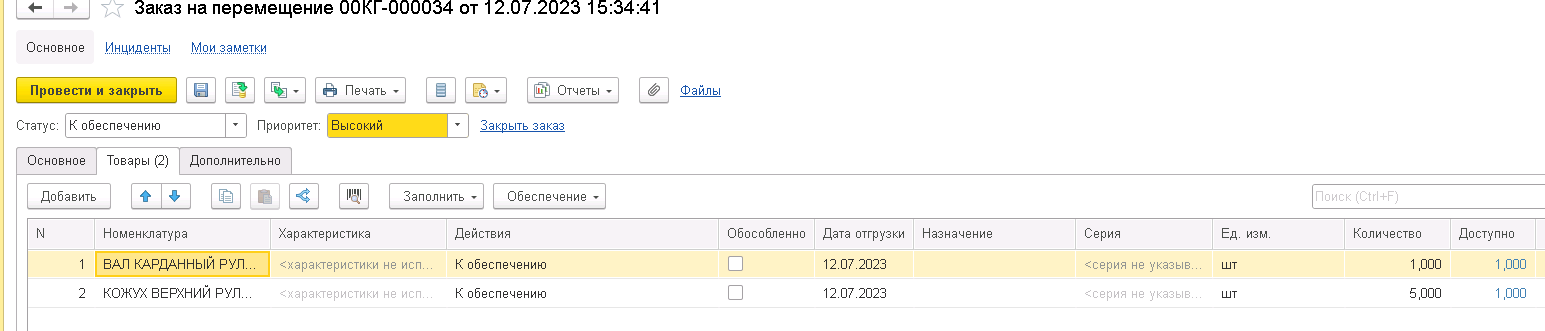 Заказ на перемещение 00КГ-000034 от 12.07.2023 15:34:41
Основное Инциденты Мои заметки
Провести и закрыть Печать Отчеты Файлы
Статус: К обеспечению Приоритет: Высокий Закрыть заказ
Основное Товары (2) Дополнительно
Добавить Заполнить Обеспечение Поиск (Ctrl+F)
N Номенклатура Характеристика Действия Обособленно Дата отгрузки Назначение Серия Ед. изм. Количество Доступно
1 ВАЛ КАРДАННЫЙ РУЛ... <характеристики не исп... К обеспечению 12.07.2023 <серия не указыв... шт 1,000 1,000
2 КОЖУХ ВЕРХНИЙ РУЛ... <характеристики не исп... К обеспечению 12.07.2023 <серия не указыв... шт 5,000 1,000